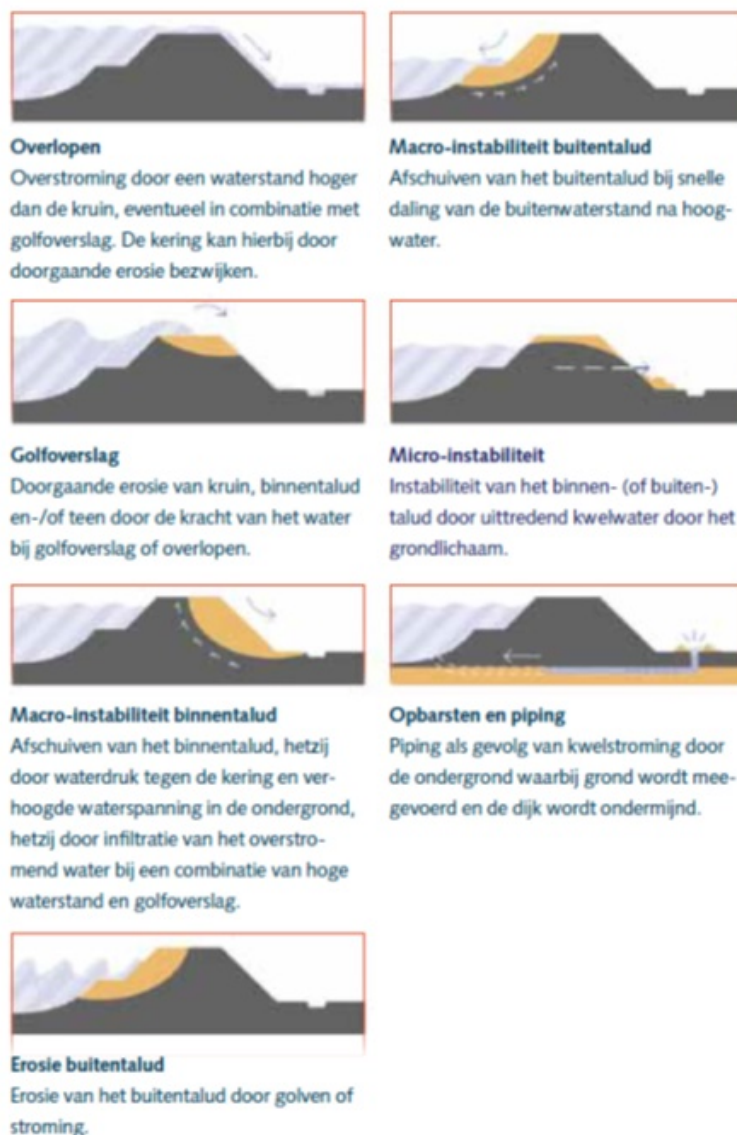 Overlopen
Overstroming door een waterstand hoger
dan de kruin, eventueel in combinatie met
golfoverslag. De kering kan hierbij door
doorgaande erosie bezwijken.
Macro-instabiliteit buitentalud
Afschuiven van het buitentalud bij snelle
daling van de buitenwaterstand na hoog-
water.
Golfoverslag
Doorgaande erosie van kruin, binnentalud
en-/of teen door de kracht van het water
bij golfoverslag of overlopen.
Micro-instabiliteit
Instabiliteit van het binnen- (of buiten-)
talud door uittredend kwelwater door het
grondlichaam.
Macro-instabiliteit binnentalud
Afschuiven van het binnentalud, hetzij
door waterdruk tegen de kering en ver-
hoogde waterspanning in de ondergrond,
hetzij door infiltratie van het overstro-
mend water bij een combinatie van hoge
waterstand en golfoverslag.
Opbarsten en piping
Piping als gevolg van kwelstroming door
de ondergrond waarbij grond wordt mee-
gevoerd en de dijk wordt ondermijnd.
Erosie buitentalud
Erosie van het buitentalud door golven of
stroming.